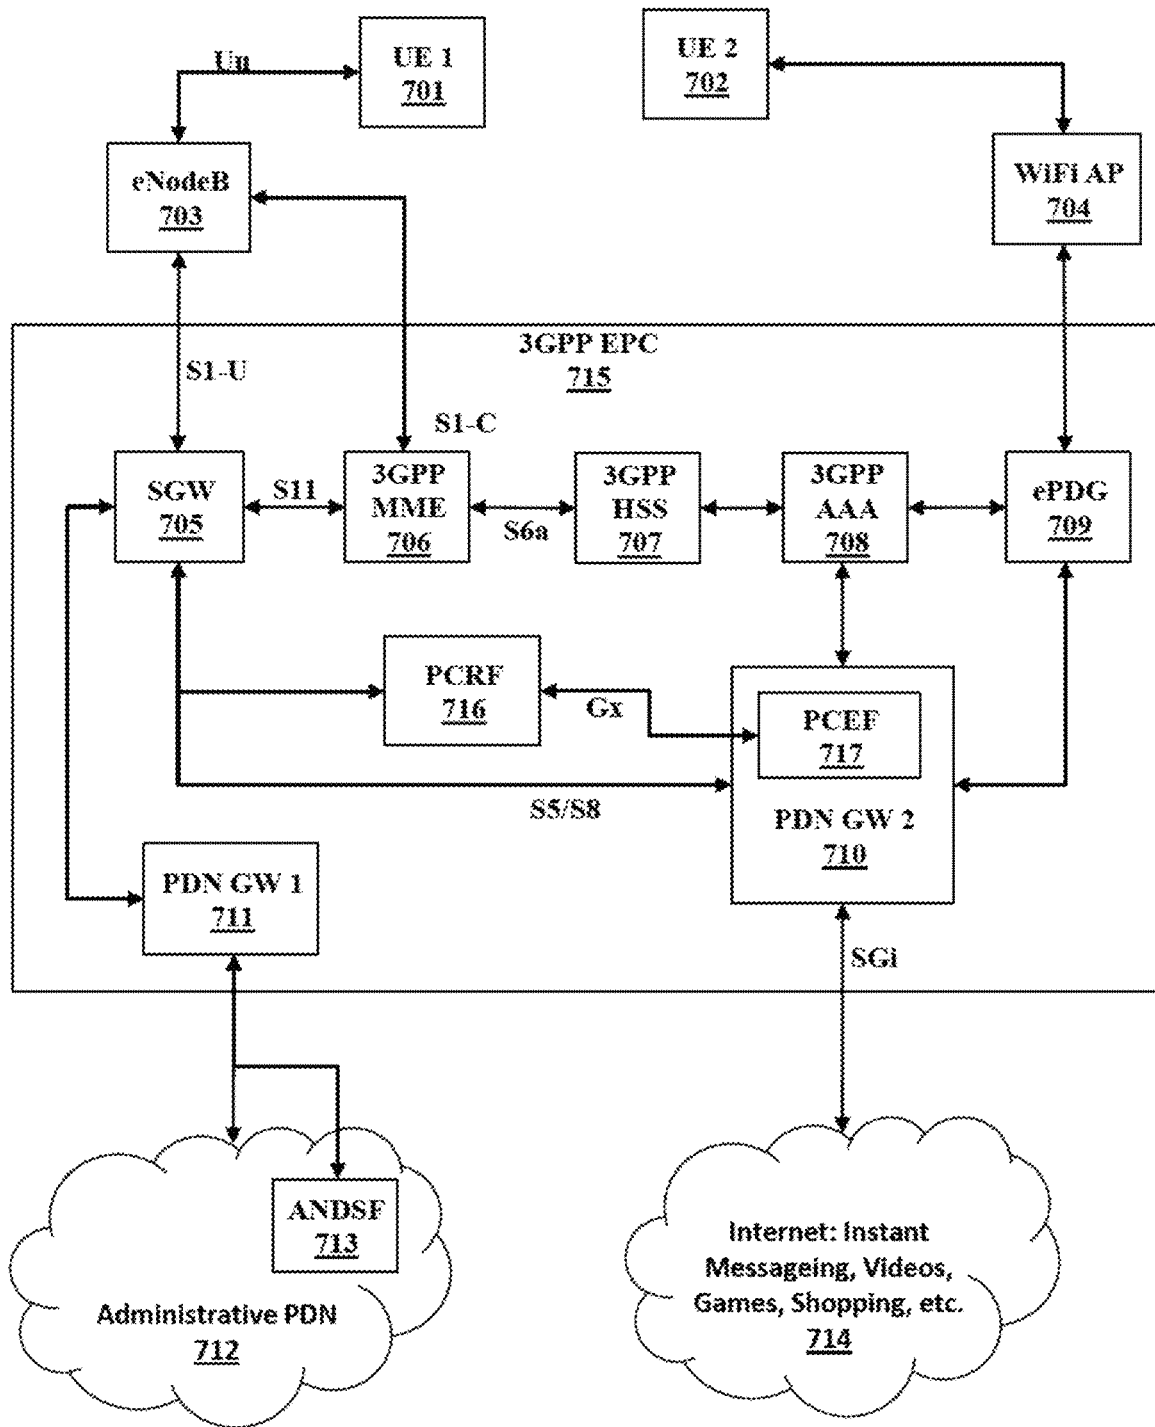 Uu
UE 1
701
UE 2
702
eNodeB
703
WiFi AP
704
3GPP EPC
715
S1-U
S1-C
SGW
705
S11
3GPP
MME
706
S6a
3GPP
HSS
707
3GPP
AAA
708
ePDG
709
PCRF
716
Gx
PCEF
717
S5/S8
PDN GW 2
710
PDN GW 1
711
SGi
ANDSF
713
Administrative PDN
712
Internet: Instant
Messageing, Videos,
Games, Shopping, etc.
714